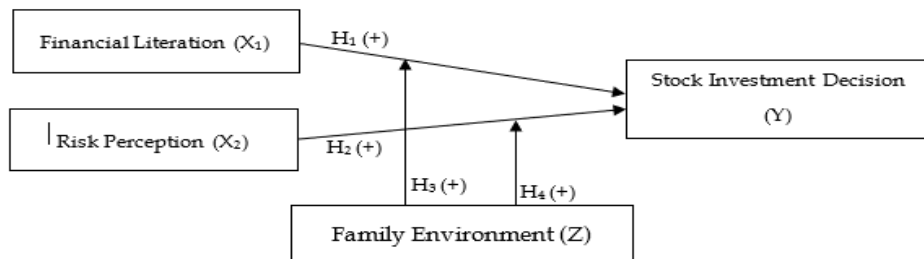 Financial Literation (X₁)
H₁ (+)
Stock Investment Decision
(Y)
Risk Perception (X₂)
H₂ (+)
H₃ (+)
H₄ (+)
Family Environment (Z)